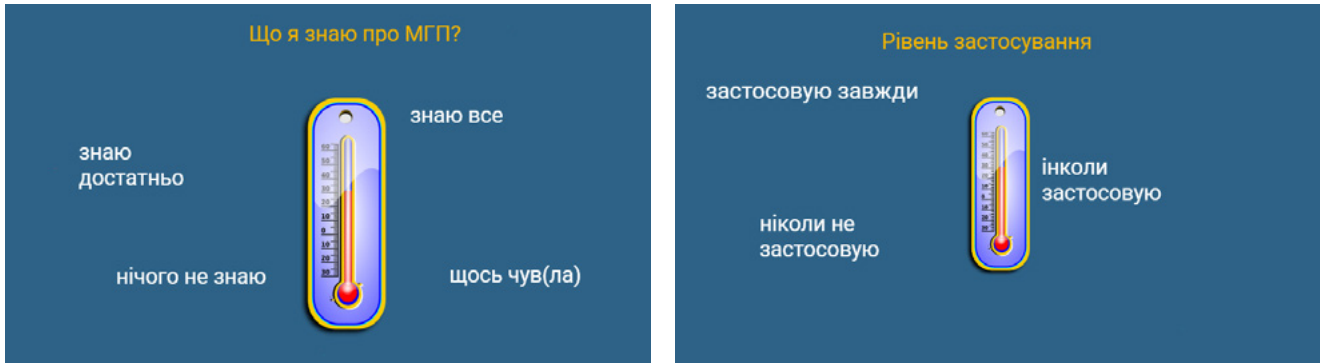 Що я знаю про МГП?
знаю все
знаю
достатньо
нічого не знаю
щось чув(ла)
Рівень застосування
застосовую завжди
інколи
застосовую
ніколи не
застосовую